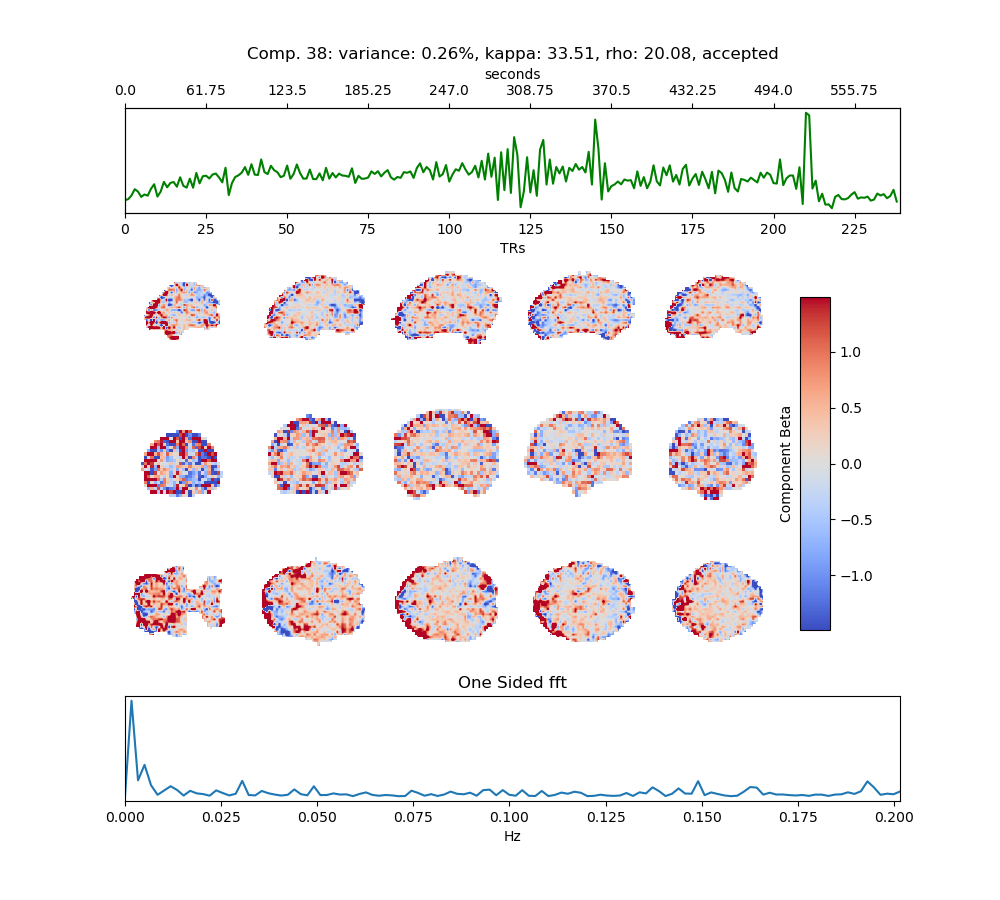 Comp. 38: variance: 0.26%, kappa: 33.51, rho: 20.08, accepted
seconds
0.0 61.75 123.5 185.25 247.0 308.75 370.5 432.25 494.0 555.75
0 25 50 75 100 125 150 175 200 225
TRs
1.0
0.5
0.0
−0.5
−1.0
Component Beta
One Sided fft
0.000 0.025 0.050 0.075 0.100 0.125 0.150 0.175 0.200
Hz